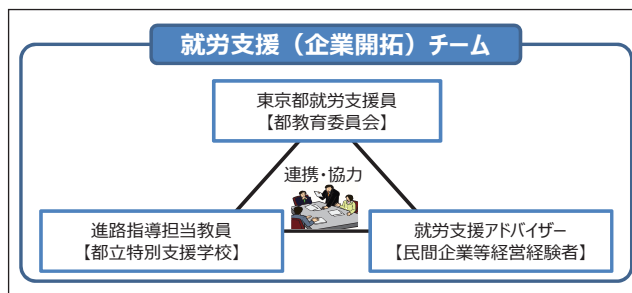 就労支援（企業開拓）チーム
東京都就労支援員
【都教育委員会】
連携・協力
進路指導担当教員
【都立特別支援学校】
就労支援アドバイザー
【民間企業等経営経験者】